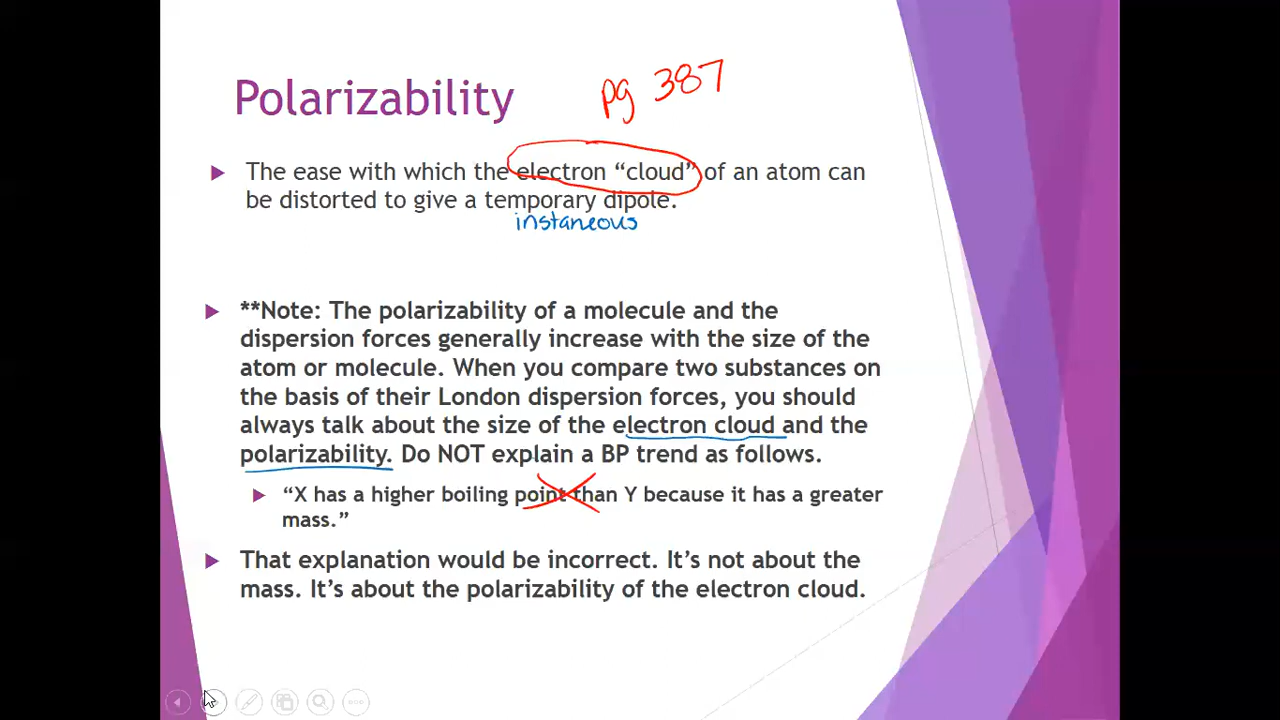 Polarizability
pg 387
The ease with which the electron “cloud” of an atom can
be distorted to give a temporary dipole.
instaneous
**Note: The polarizability of a molecule and the
dispersion forces generally increase with the size of the
atom or molecule. When you compare two substances on
the basis of their London dispersion forces, you should
always talk about the size of the electron cloud and the
polarizability. Do NOT explain a BP trend as follows.
“X has a higher boiling point than Y because it has a greater
mass.”
That explanation would be incorrect. It’s not about the
mass. It’s about the polarizability of the electron cloud.